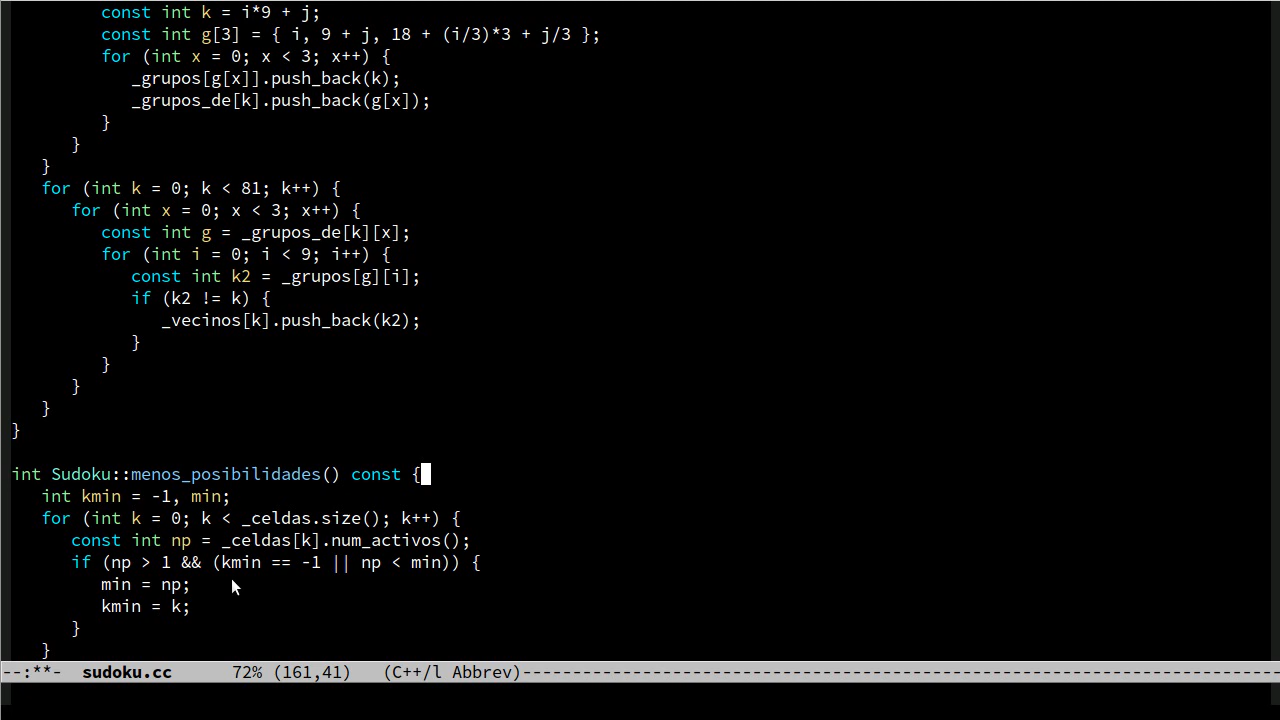 const int k = i*9 + j;
         const int g[3] = { i, 9 + j, 18 + (i/3)*3 + j/3 };
         for (int x = 0; x < 3; x++) {
            _grupos[g[x]].push_back(k);
            _grupos_de[k].push_back(g[x]);
         }
      }
   }
   for (int k = 0; k < 81; k++) {
      for (int x = 0; x < 3; x++) {
         const int g = _grupos_de[k][x];
         for (int i = 0; i < 9; i++) {
            const int k2 = _grupos[g][i];
            if (k2 != k) {
               _vecinos[k].push_back(k2);
            }
         }
      }
   }
}

int Sudoku::menos_posibilidades() const {
   int kmin = -1, min;
   for (int k = 0; k < _celdas.size(); k++) {
      const int np = _celdas[k].num_activos();
      if (np > 1 && (kmin == -1 || np < min)) {
         min = np;
         kmin = k;
      }
   }
--:**-  sudoku.cc      72% (161,41)   (C++/l Abbrev)----------------------------------------------------------------------------